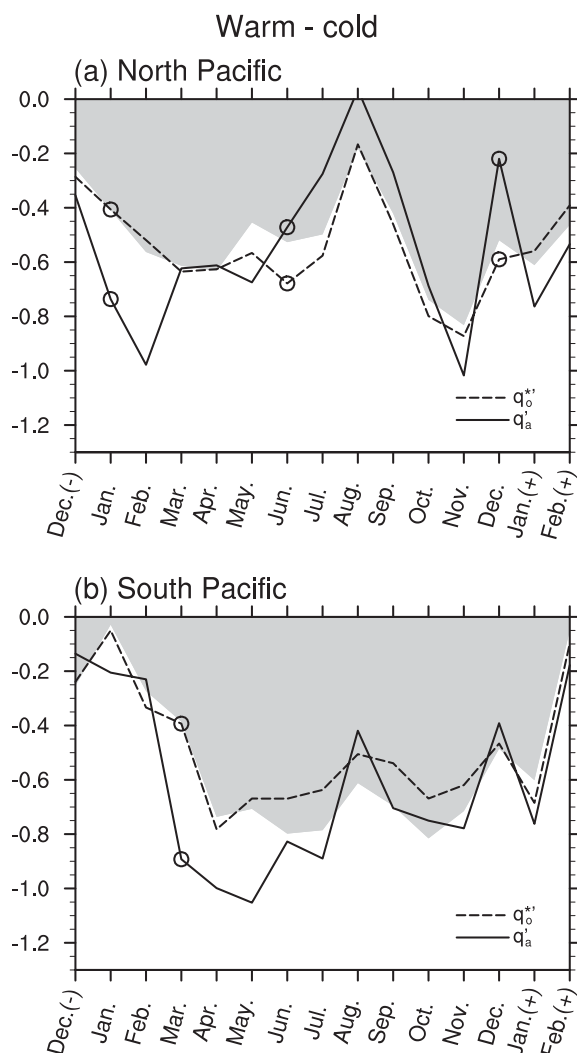 Warm - cold
(a) North Pacific
0.0
-0.2
-0.4
-0.6
-0.8
-1.0
-1.2
q*'o
q'a
Dec.(-) Jan. Feb. Mar. Apr. May. Jun. Jul. Aug. Sep. Oct. Nov. Dec. Jan.(+) Feb.(+)
(b) South Pacific
0.0
-0.2
-0.4
-0.6
-0.8
-1.0
-1.2
q*'o
q'a
Dec.(-) Jan. Feb. Mar. Apr. May. Jun. Jul. Aug. Sep. Oct. Nov. Dec. Jan.(+) Feb.(+)